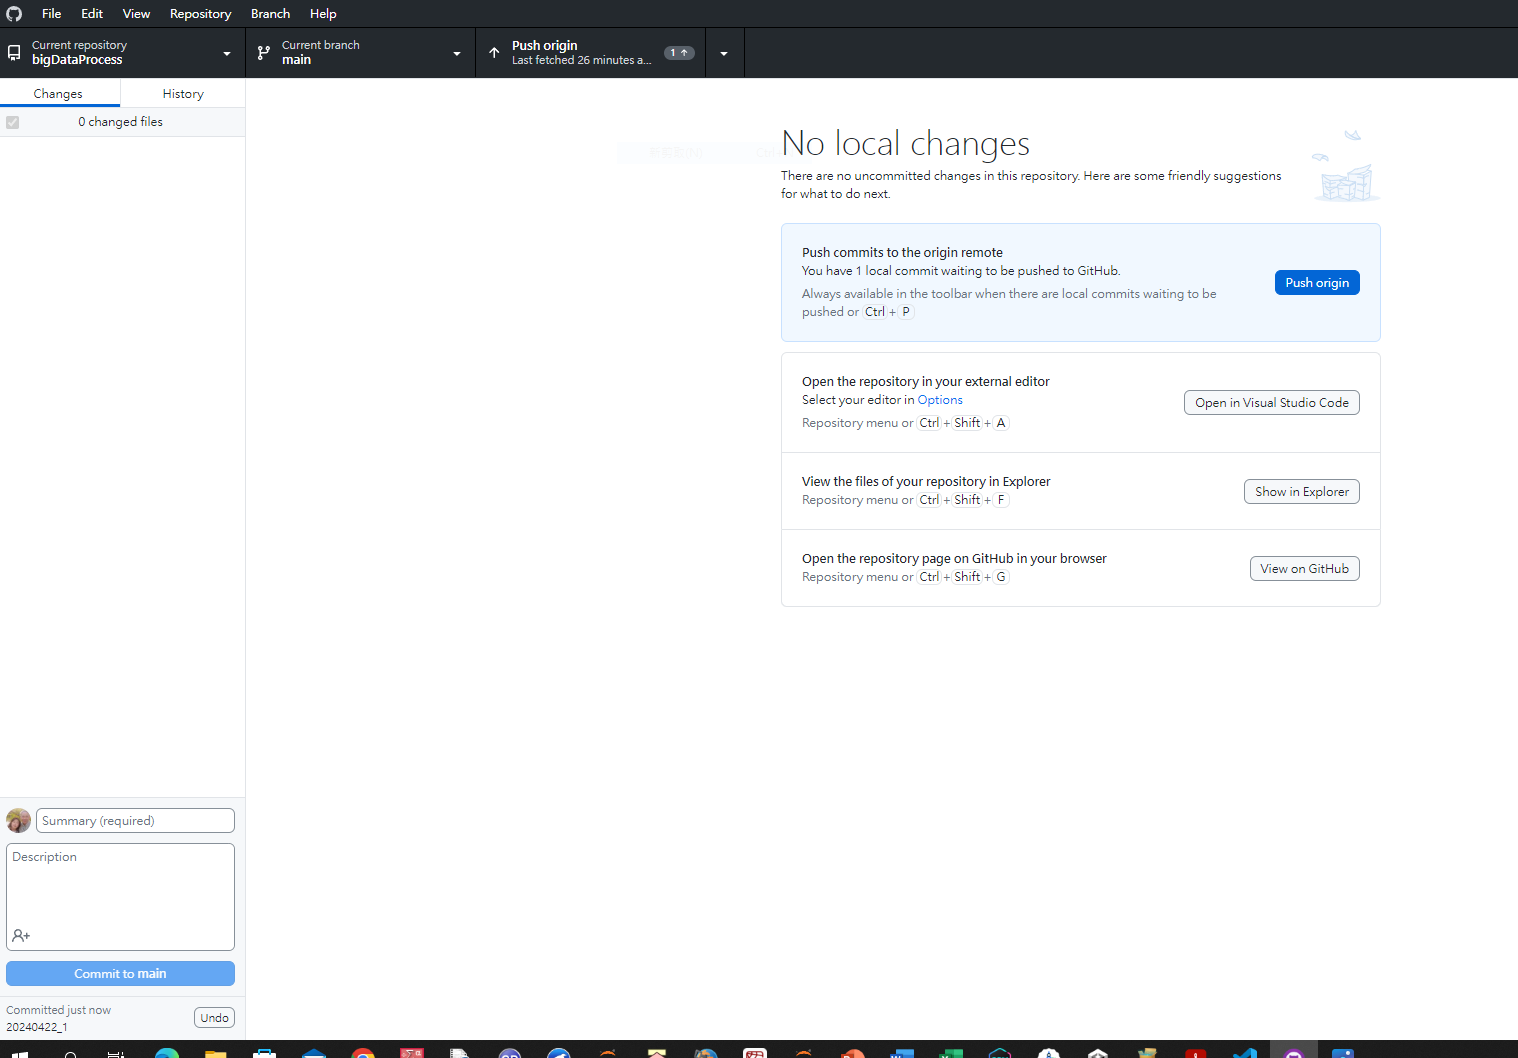 File Edit View Repository Branch Help
Current repository
bigDataProcess
Current branch
main
Push origin
Last fetched 26 minutes a...
1
Changes
History
0 changed files
No local changes
There are no uncommitted changes in this repository. Here are some friendly suggestions
for what to do next.
Push commits to the origin remote
You have 1 local commit waiting to be pushed to GitHub.
Always available in the toolbar when there are local commits waiting to be
pushed or Ctrl + P
Push origin
Open the repository in your external editor
Select your editor in Options
Repository menu or Ctrl + Shift + A
Open in Visual Studio Code
View the files of your repository in Explorer
Repository menu or Ctrl + Shift + F
Show in Explorer
Open the repository page on GitHub in your browser
Repository menu or Ctrl + Shift + G
View on GitHub
Summary (required)
Description
Commit to main
Committed just now
20240422_1
Undo